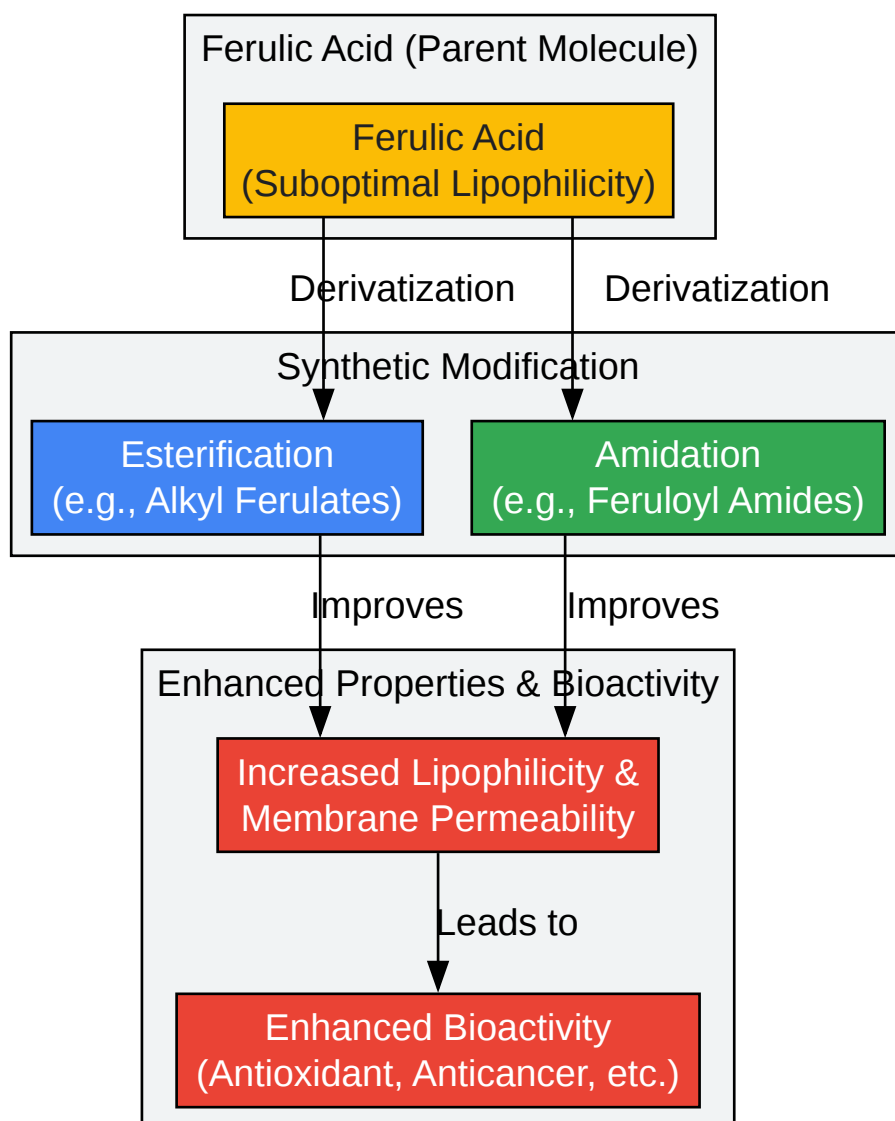 Ferulic Acid (Parent Molecule)
Ferulic Acid
(Suboptimal Lipophilicity)
Derivatization
Derivatization
Synthetic Modification
Esterification
(e.g., Alkyl Ferulates)
Amidation
(e.g., Feruloyl Amides)
Improves
Improves
Enhanced Properties & Bioactivity
Increased Lipophilicity &
Membrane Permeability
Leads to
Enhanced Bioactivity
(Antioxidant, Anticancer, etc.)